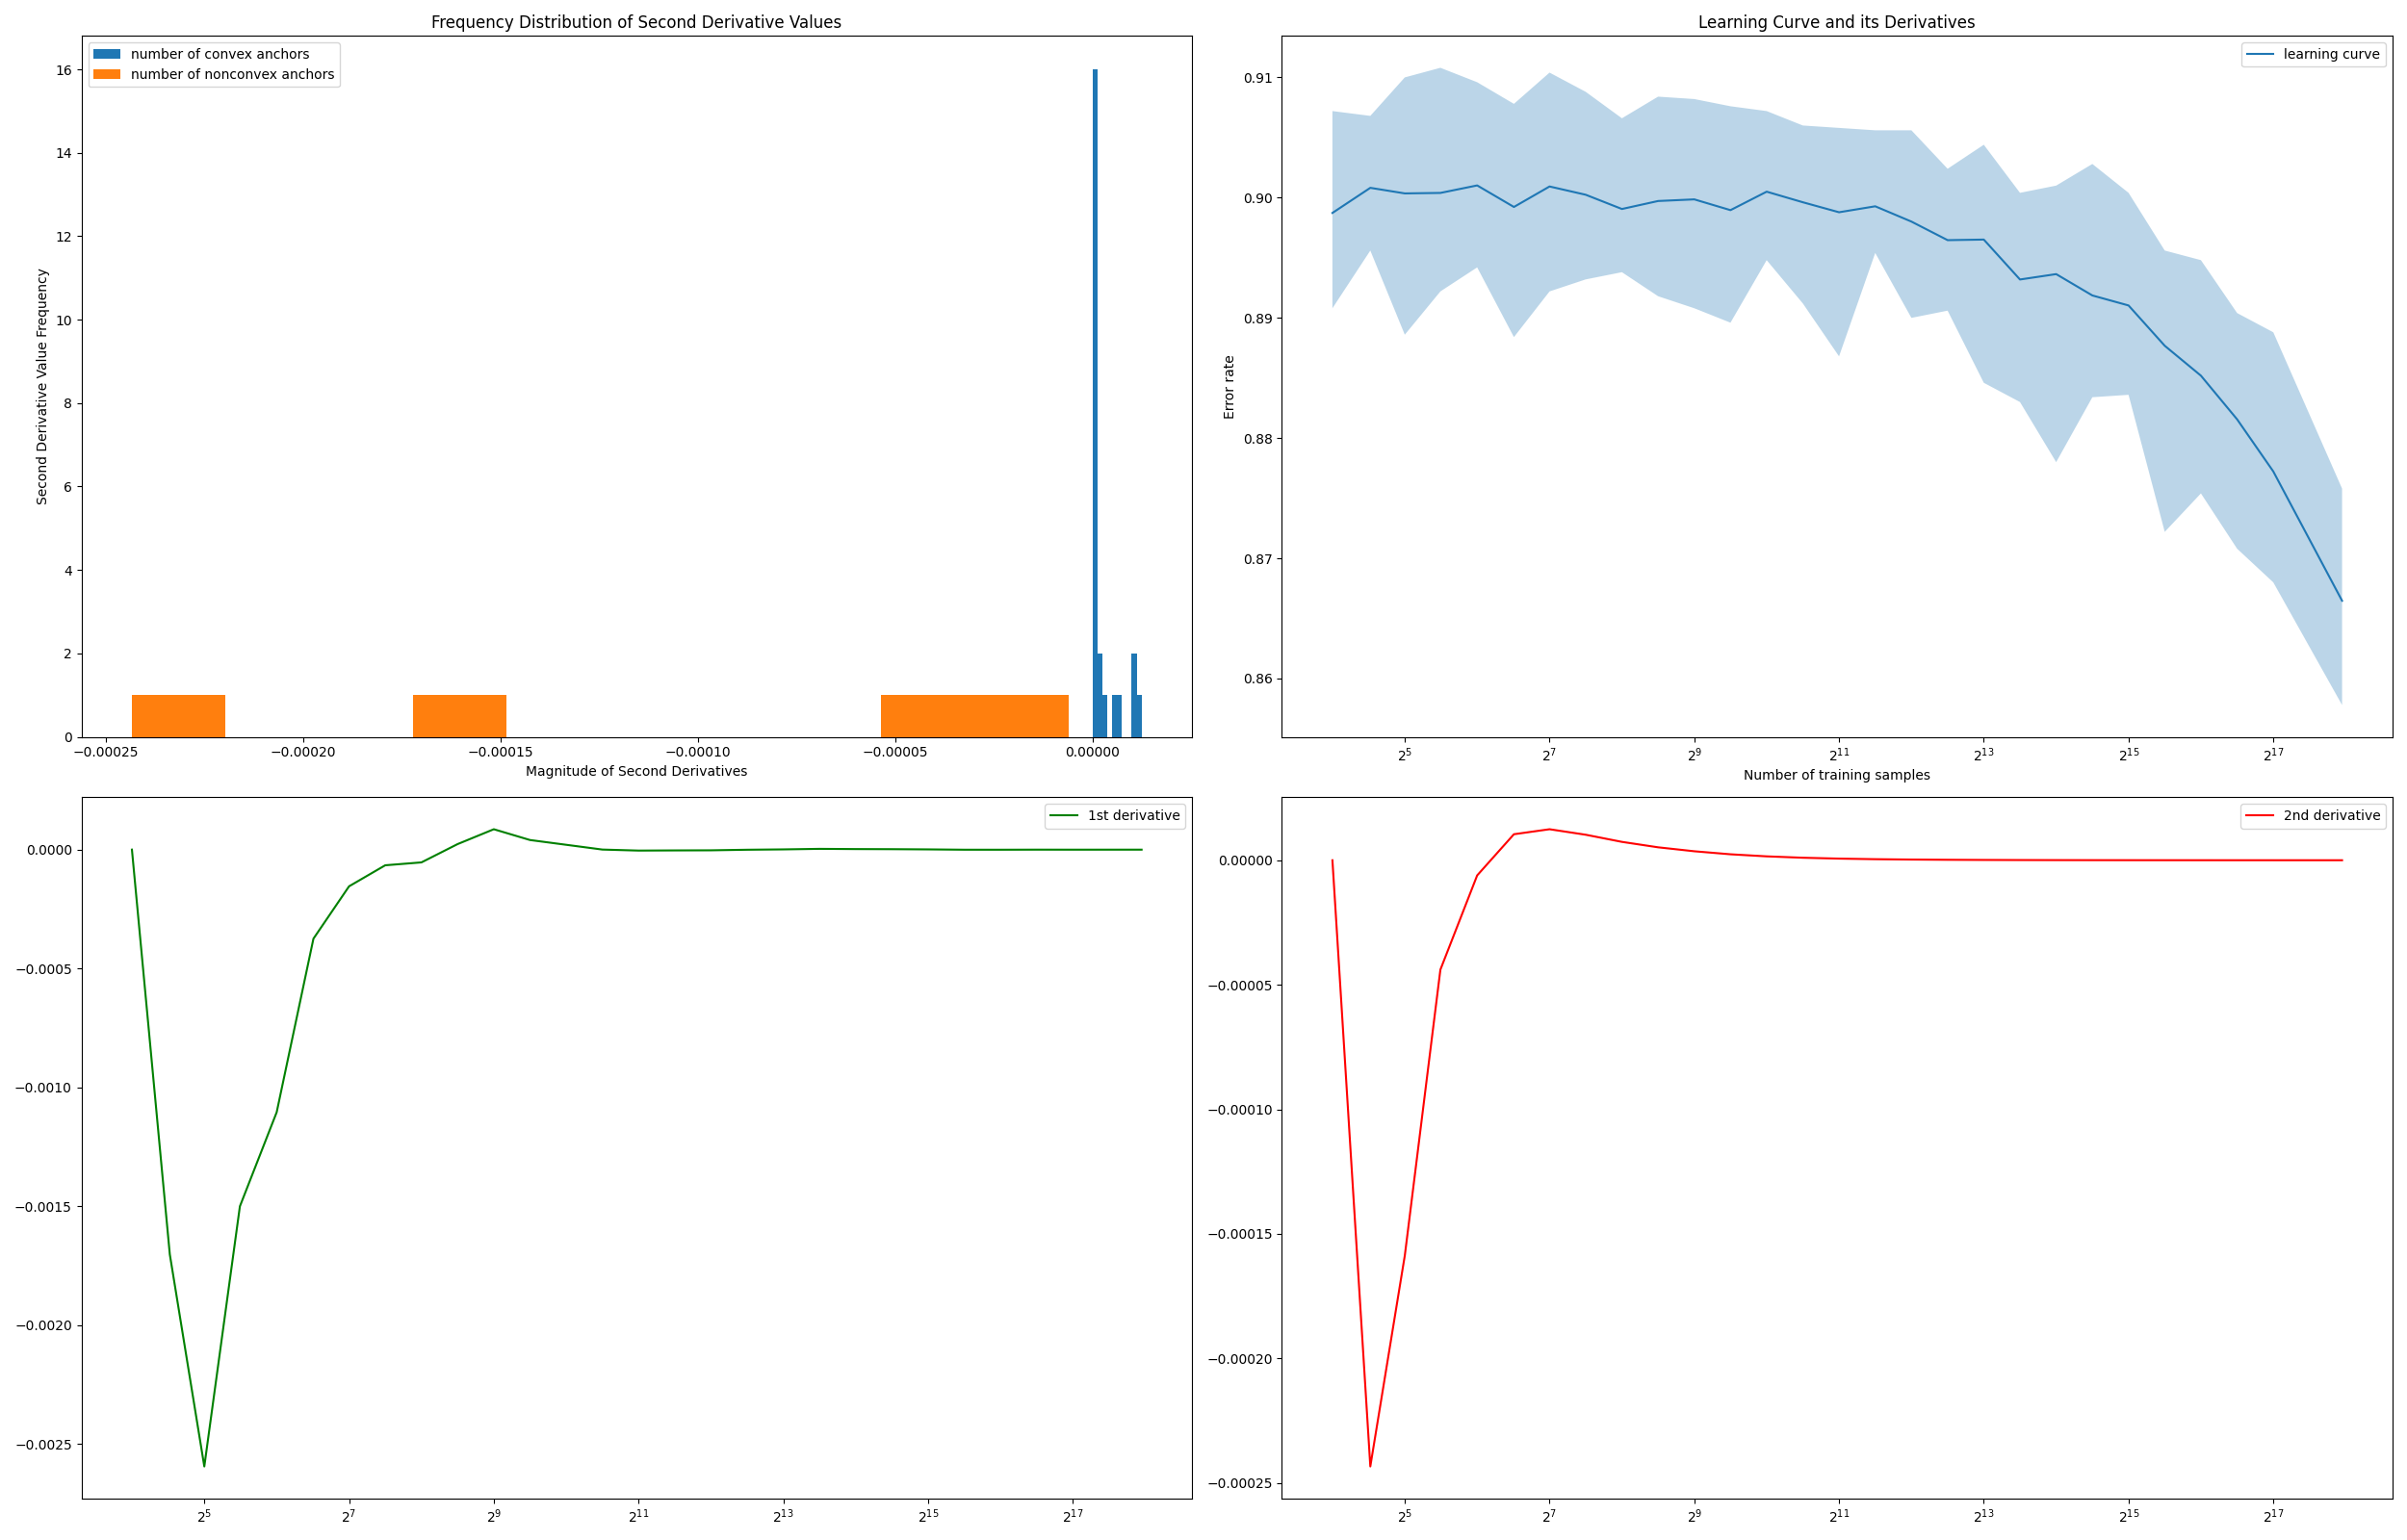 Frequency Distribution of Second Derivative Values
number of convex anchors
number of nonconvex anchors
Second Derivative Value Frequency
16
14
12
10
8
6
4
2
0
−0.00025 −0.00020 −0.00015 −0.00010 −0.00005 0.00000
Magnitude of Second Derivatives
Learning Curve and its Derivatives
learning curve
Error rate
0.91
0.90
0.89
0.88
0.87
0.86
2^5 2^7 2^9 2^11 2^13 2^15 2^17
Number of training samples
1st derivative
0.0000
−0.0005
−0.0010
−0.0015
−0.0020
−0.0025
2^5 2^7 2^9 2^11 2^13 2^15 2^17
2nd derivative
0.00000
−0.00005
−0.00010
−0.00015
−0.00020
−0.00025
2^5 2^7 2^9 2^11 2^13 2^15 2^17